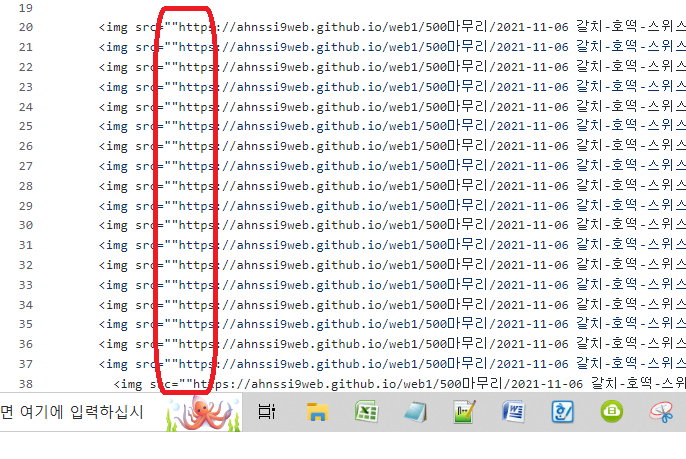 19
20 <img src=""https://ahnssi9web.github.io/web1/500마무리/2021-11-06 갈치-호떡-스위스
21 <img src=""https://ahnssi9web.github.io/web1/500마무리/2021-11-06 갈치-호떡-스위스
22 <img src=""https://ahnssi9web.github.io/web1/500마무리/2021-11-06 갈치-호떡-스위스
23 <img src=""https://ahnssi9web.github.io/web1/500마무리/2021-11-06 갈치-호떡-스위스
24 <img src=""https://ahnssi9web.github.io/web1/500마무리/2021-11-06 갈치-호떡-스위스
25 <img src=""https://ahnssi9web.github.io/web1/500마무리/2021-11-06 갈치-호떡-스위스
26 <img src=""https://ahnssi9web.github.io/web1/500마무리/2021-11-06 갈치-호떡-스위스
27 <img src=""https://ahnssi9web.github.io/web1/500마무리/2021-11-06 갈치-호떡-스위스
28 <img src=""https://ahnssi9web.github.io/web1/500마무리/2021-11-06 갈치-호떡-스위스
29 <img src=""https://ahnssi9web.github.io/web1/500마무리/2021-11-06 갈치-호떡-스위스
30 <img src=""https://ahnssi9web.github.io/web1/500마무리/2021-11-06 갈치-호떡-스위스
31 <img src=""https://ahnssi9web.github.io/web1/500마무리/2021-11-06 갈치-호떡-스위스
32 <img src=""https://ahnssi9web.github.io/web1/500마무리/2021-11-06 갈치-호떡-스위스
33 <img src=""https://ahnssi9web.github.io/web1/500마무리/2021-11-06 갈치-호떡-스위스
34 <img src=""https://ahnssi9web.github.io/web1/500마무리/2021-11-06 갈치-호떡-스위스
35 <img src=""https://ahnssi9web.github.io/web1/500마무리/2021-11-06 갈치-호떡-스위스
36 <img src=""https://ahnssi9web.github.io/web1/500마무리/2021-11-06 갈치-호떡-스위스
37 <img src=""https://ahnssi9web.github.io/web1/500마무리/2021-11-06 갈치-호떡-스위스
38 <img src=""https://ahnssi9web.github.io/web1/500마무리/2021-11-06 갈치-호떡-스위
면 여기에 입력하십시